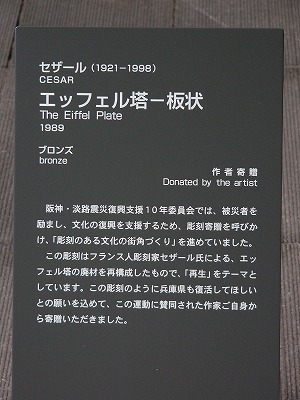 セザール（1921−1998）
CESAR
エッフェル塔－板状
The Eiffel Plate
1989
ブロンズ
bronze
作者寄贈
Donated by the artist
阪神・淡路震災復興支援１０年委員会では、被災者を
励まし、文化の復興を支援するため、彫刻寄贈を呼びか
け、「彫刻のある文化の街角づくり」を進めていました。
この彫刻はフランス人彫刻家セザール氏による、エッ
フェル塔の廃材を再構成したもので、「再生」をテーマと
しています。この彫刻のように兵庫県も復活してほしい
との願いを込めて、この運動に賛同された作家ご自身か
ら寄贈いただきました。